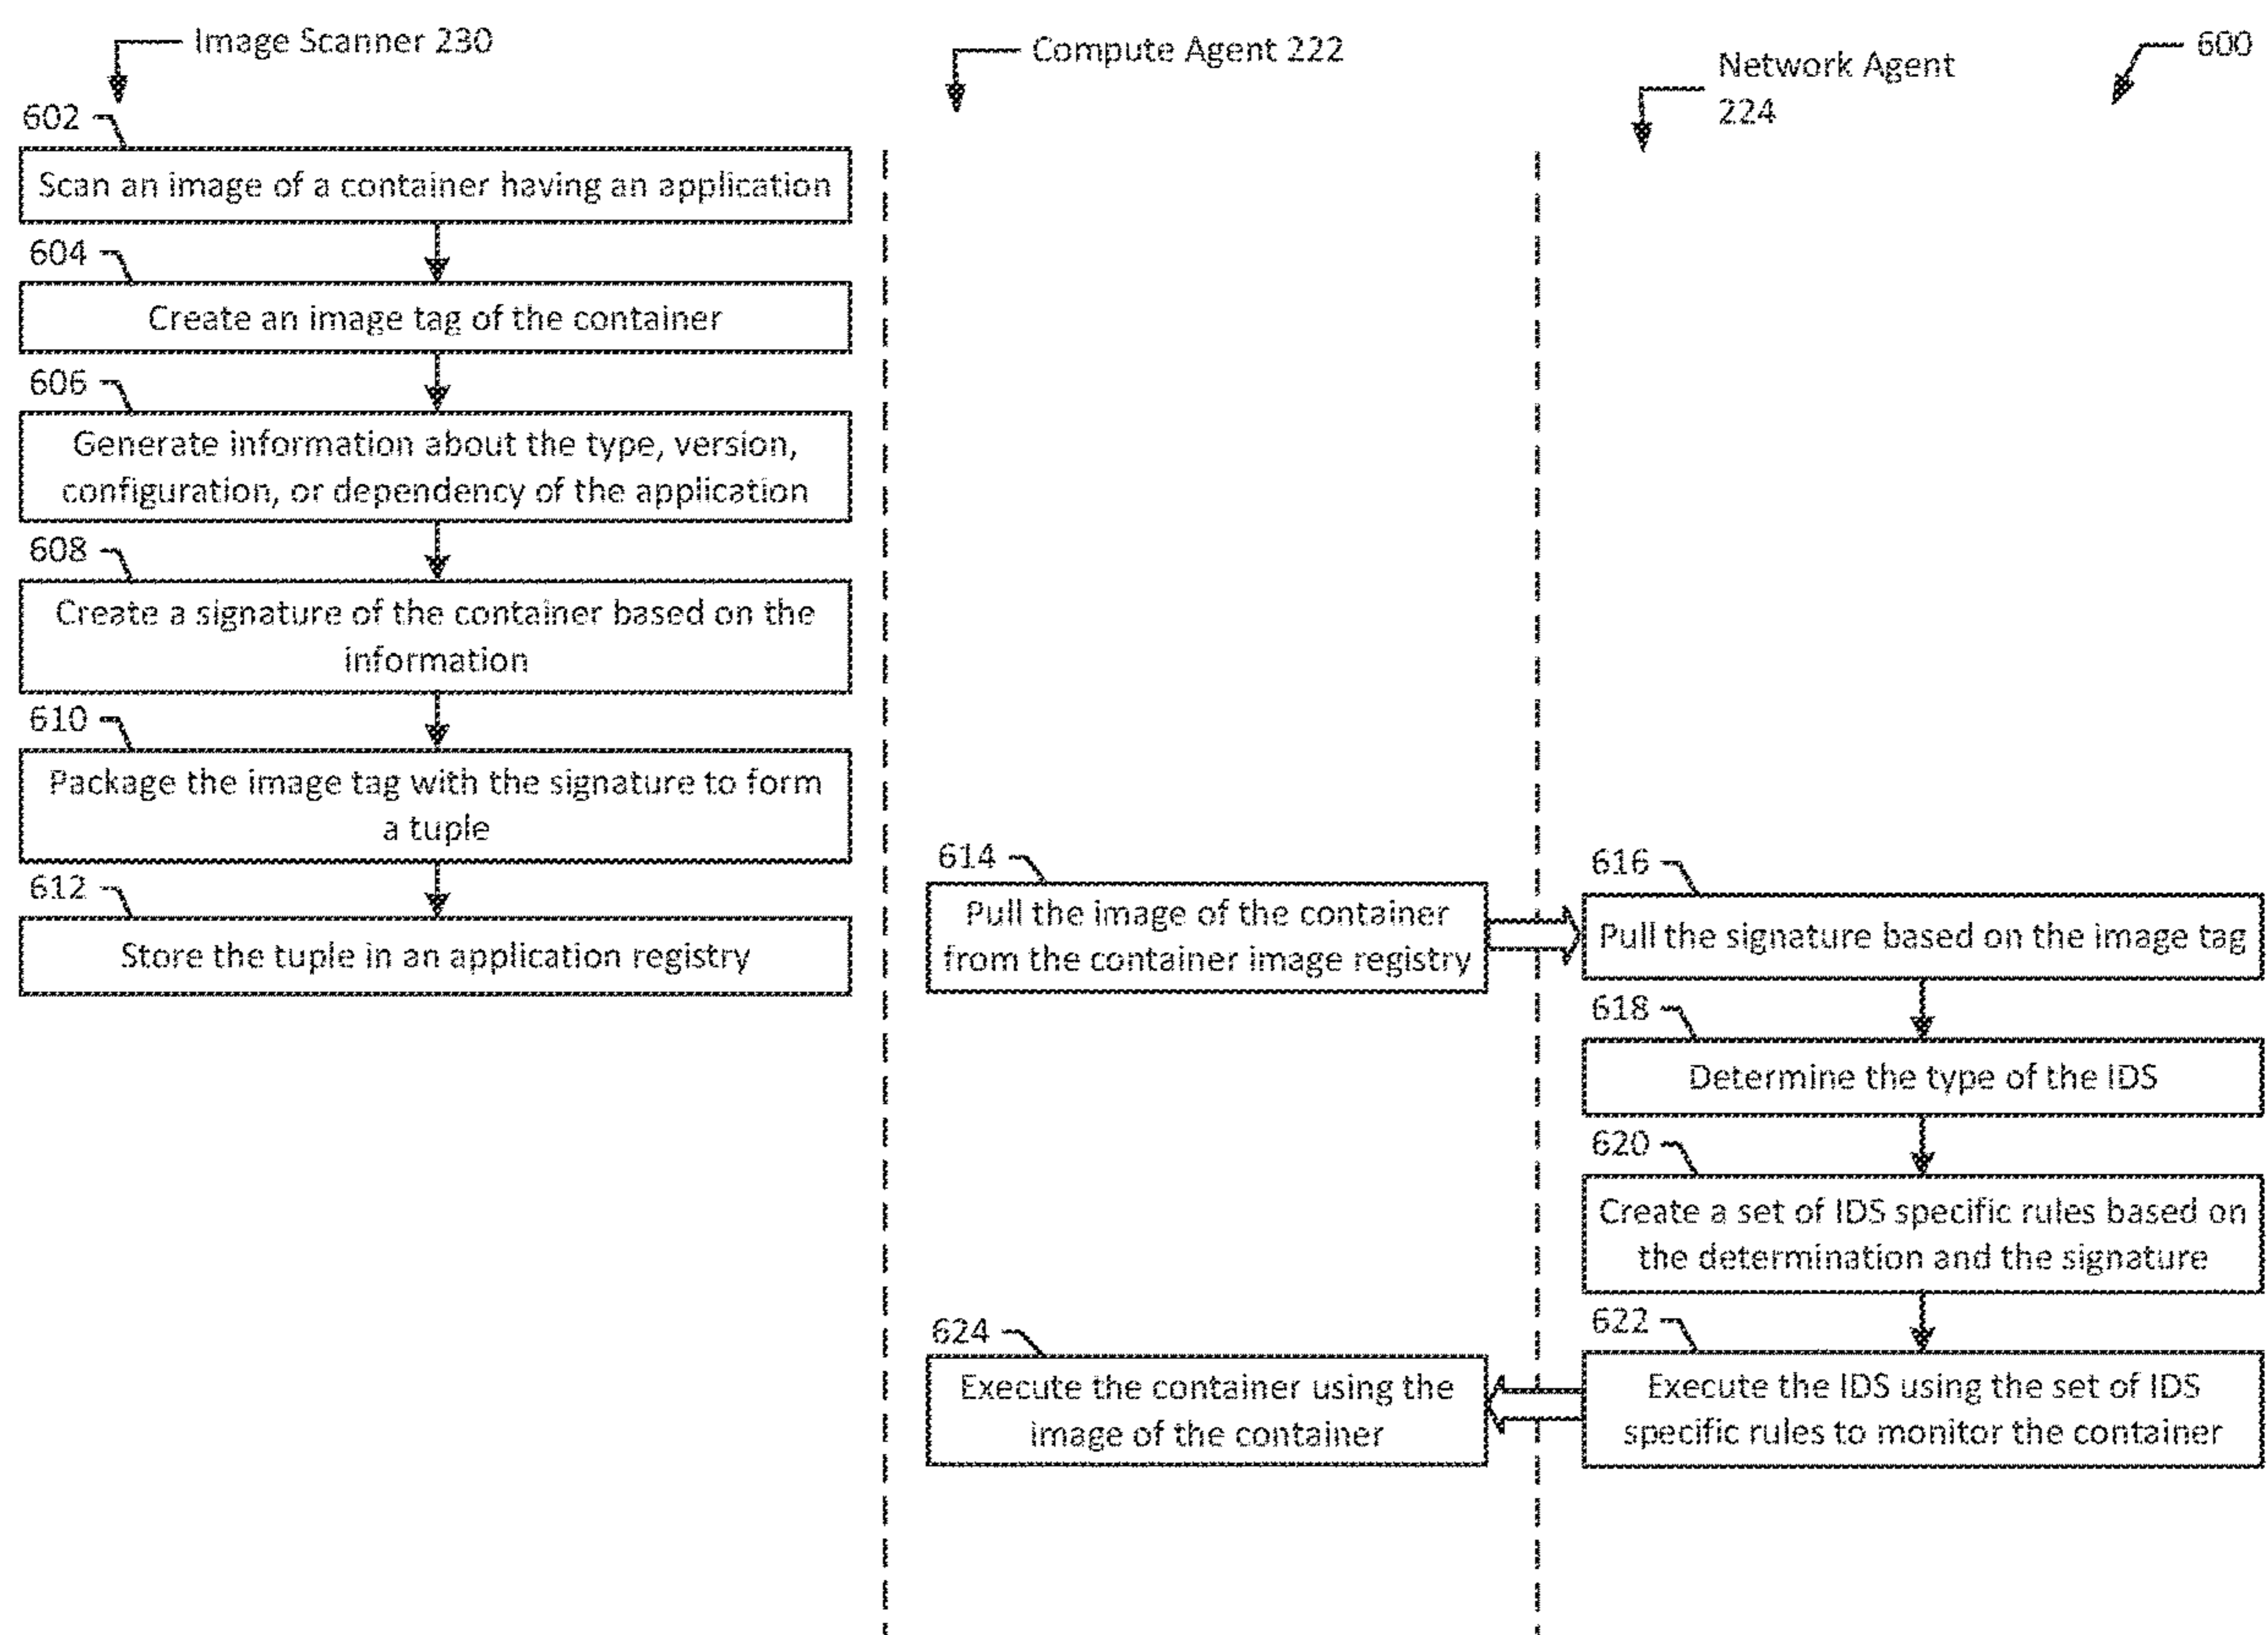 Image Scanner 230
Compute Agent 222
Network Agent
224
600
602
Scan an image of a container having an application
604
Create an image tag of the container
606
Generate information about the type, version,
configuration, or dependency of the application
608
Create a signature of the container based on the
information
610
Package the image tag with the signature to form
a tuple
612
Store the tuple in an application registry
614
Pull the image of the container
from the container image registry
616
Pull the signature based on the image tag
618
Determine the type of the IDS
620
Create a set of IDS specific rules based on
the determination and the signature
622
Execute the IDS using the set of IDS
specific rules to monitor the container
624
Execute the container using the
image of the container